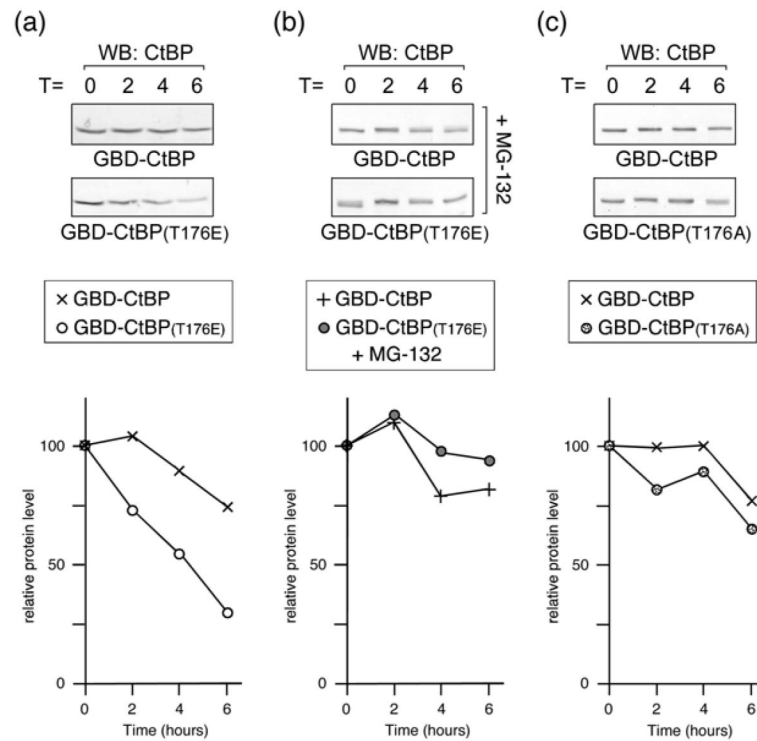 (a)
WB: CtBP
T= 0 2 4 6
GBD-CtBP
GBD-CtBP(T176E)
× GBD-CtBP
GBD-CtBP(T176E)
relative protein level
100
50
0
0 2 4 6
Time (hours)
(b)
WB: CtBP
T= 0 2 4 6
GBD-CtBP
GBD-CtBP(T176E)
+ MG-132
+ GBD-CtBP
GBD-CtBP(T176E)
+ MG-132
relative protein level
100
50
0
0 2 4 6
Time (hours)
(c)
WB: CtBP
T= 0 2 4 6
GBD-CtBP
GBD-CtBP(T176A)
× GBD-CtBP
GBD-CtBP(T176A)
relative protein level
100
50
0
0 2 4 6
Time (hours)